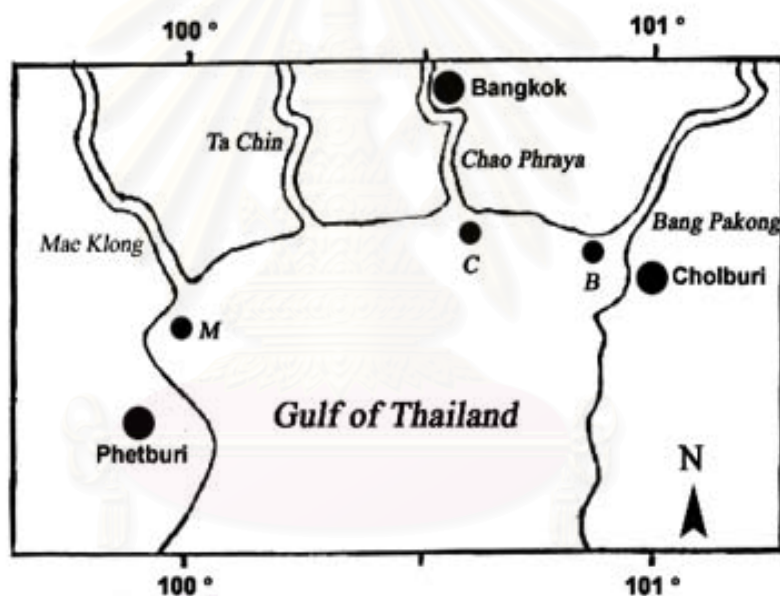 100 °
101 °
Bangkok
Ta Chin
Chao Phraya
Mae Klong
Bang Pakong
C
B
Cholburi
M
Gulf of Thailand
Phetburi
N
100 °
101 °